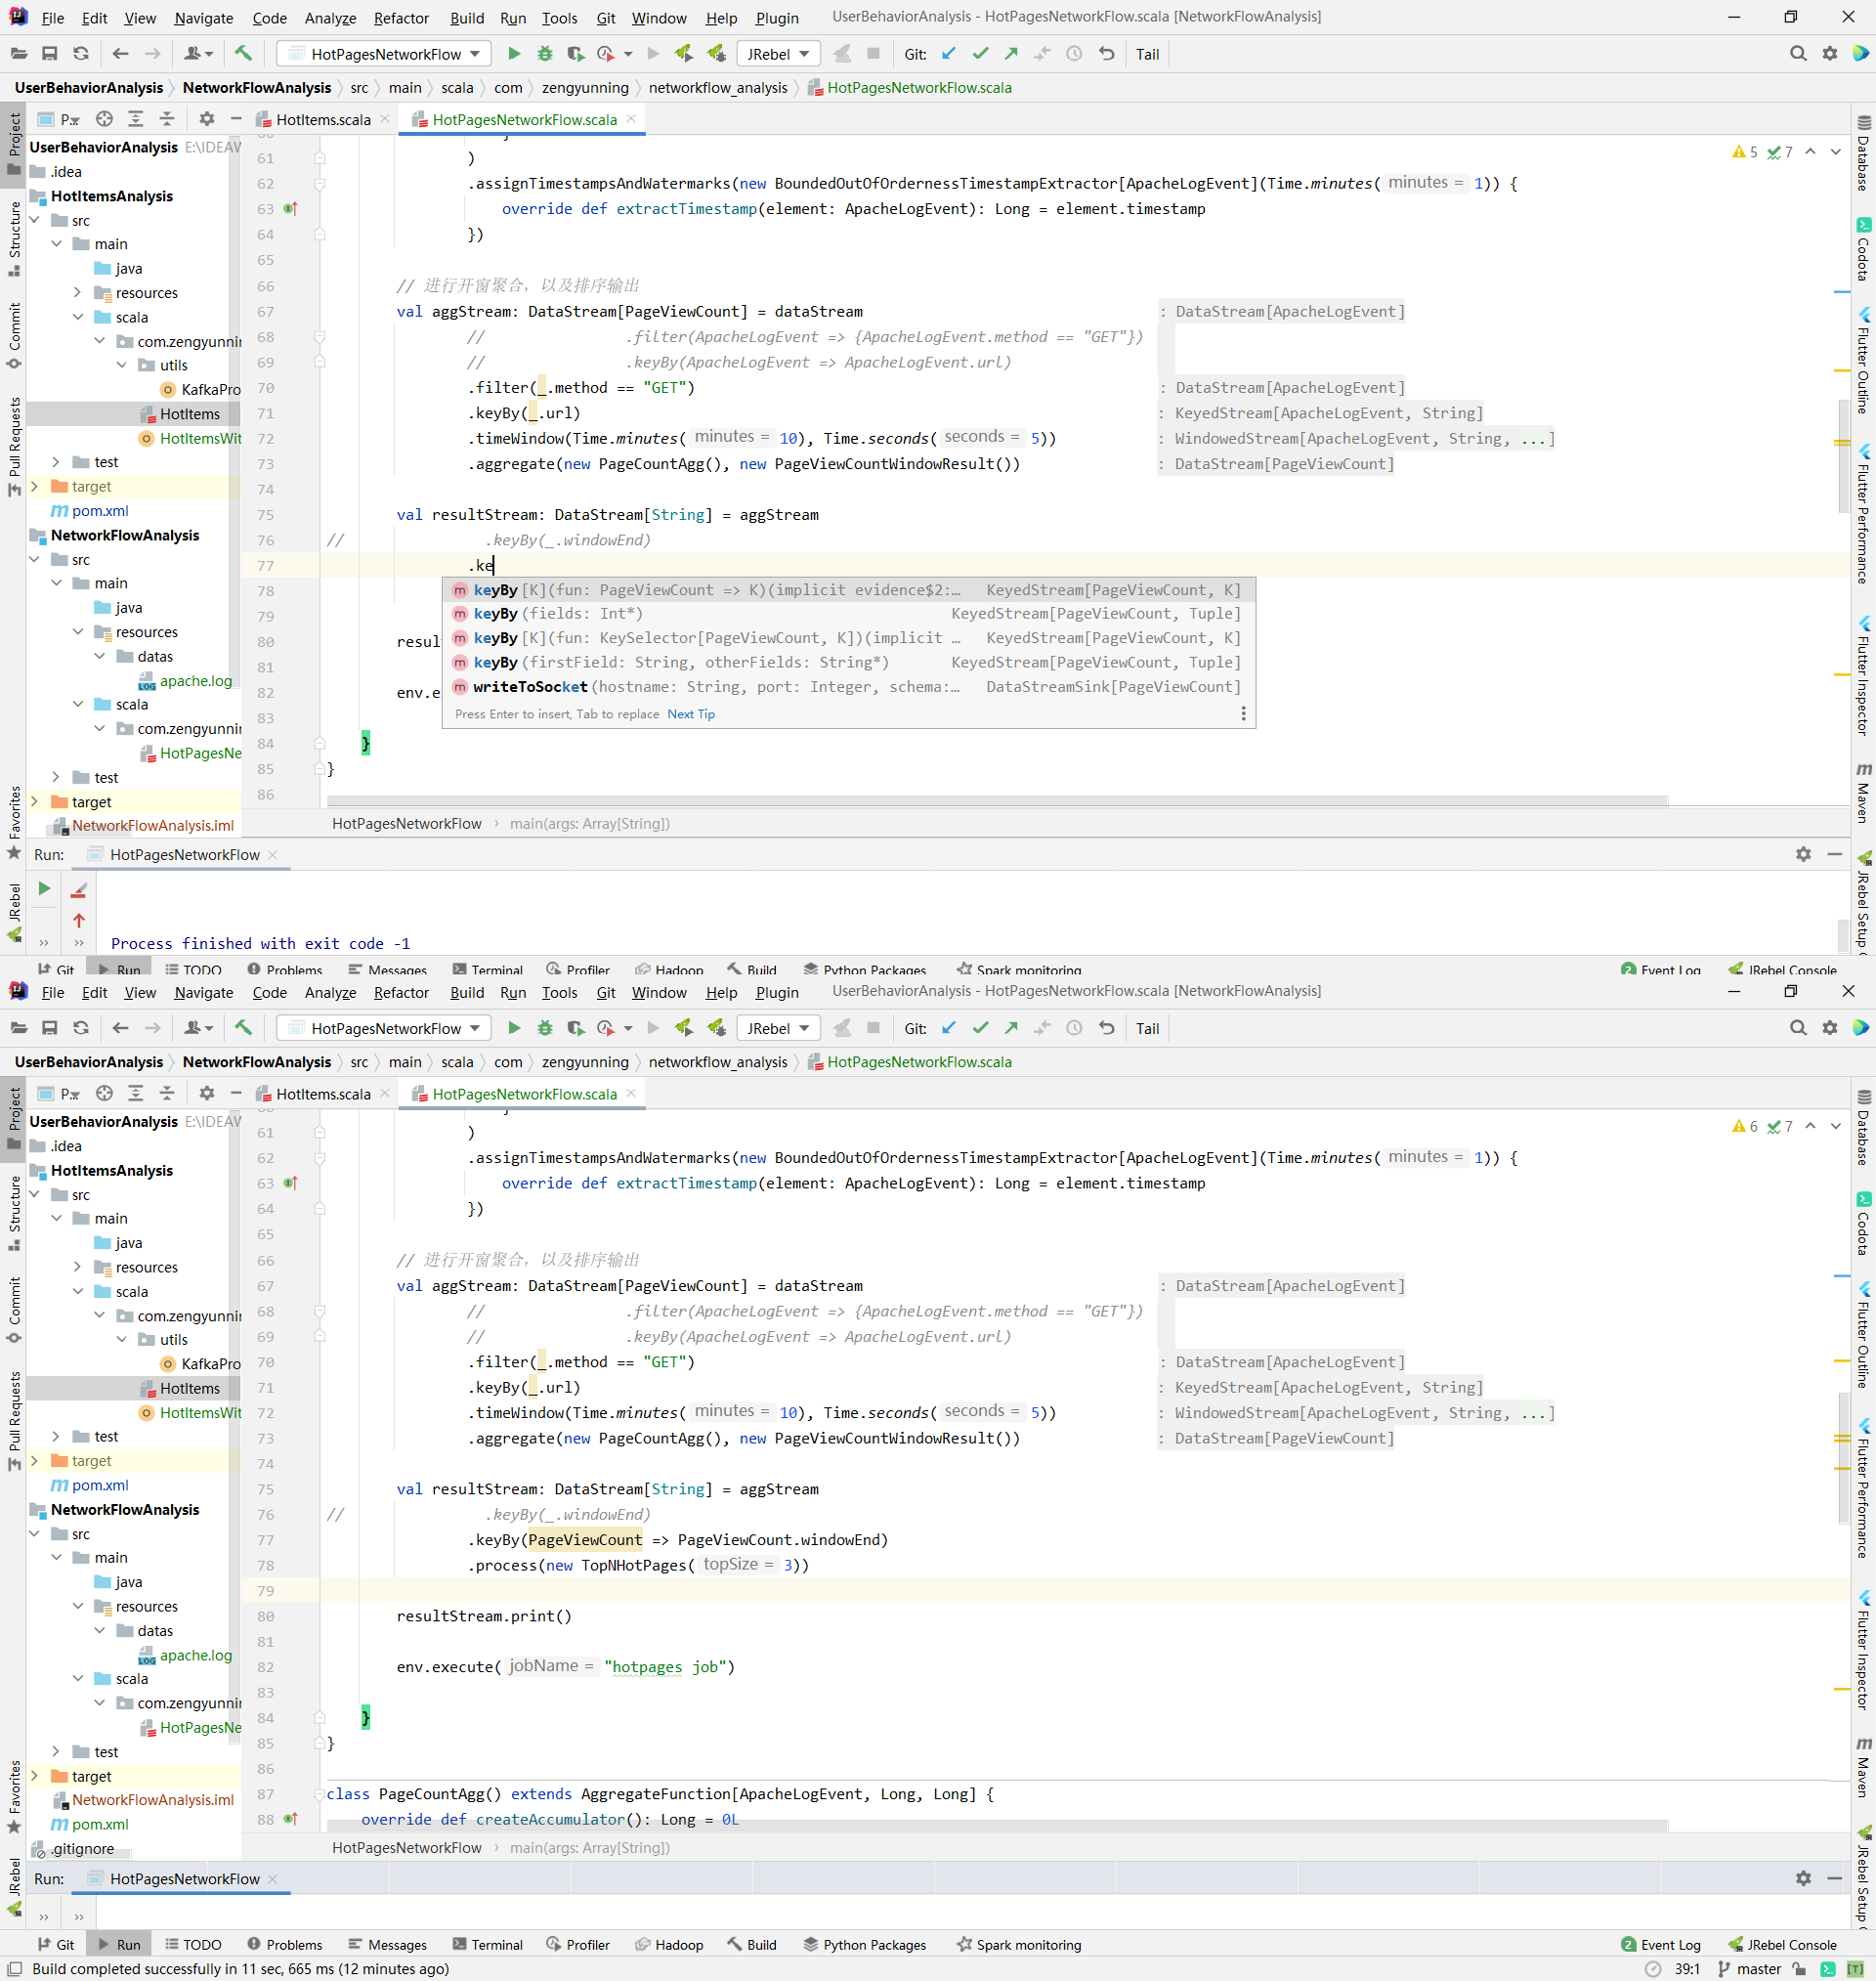 File Edit View Navigate Code Analyze Refactor Build Run Tools Git Window Help Plugin UserBehaviorAnalysis - HotPagesNetworkFlow.scala [NetworkFlowAnalysis]
HotPagesNetworkFlow JRebel Git: Tail
UserBehaviorAnalysis NetworkFlowAnalysis src main scala com zengyunning networkflow_analysis HotPagesNetworkFlow.scala
P... HotItems.scala HotPagesNetworkFlow.scala
Project
Structure
Commit
Pull Requests
Favorites
JRebel
UserBehaviorAnalysis E:\IDEAW
.idea
HotItemsAnalysis
src
main
java
resources
scala
com.zengyunnin
utils
KafkaPro
HotItems
HotItemsWit
test
target
pom.xml
NetworkFlowAnalysis
src
main
java
resources
datas
apache.log
scala
com.zengyunnin
HotPagesNe
test
target
NetworkFlowAnalysis.iml
5 7
61 )
62 .assignTimestampsAndWatermarks(new BoundedOutOfOrdernessTimestampExtractor[ApacheLogEvent](Time.minutes( minutes = 1)) {
63 override def extractTimestamp(element: ApacheLogEvent): Long = element.timestamp
64 })
65
66 // 进行开窗聚合，以及排序输出
67 val aggStream: DataStream[PageViewCount] = dataStream : DataStream[ApacheLogEvent]
68 // .filter(ApacheLogEvent => {ApacheLogEvent.method == "GET"})
69 // .keyBy(ApacheLogEvent => ApacheLogEvent.url)
70 .filter(_.method == "GET") : DataStream[ApacheLogEvent]
71 .keyBy(_.url) : KeyedStream[ApacheLogEvent, String]
72 .timeWindow(Time.minutes( minutes = 10), Time.seconds( seconds = 5)) : WindowedStream[ApacheLogEvent, String, ...]
73 .aggregate(new PageCountAgg(), new PageViewCountWindowResult()) : DataStream[PageViewCount]
74
75 val resultStream: DataStream[String] = aggStream
76 // .keyBy(_.windowEnd)
77 .ke
78 keyBy[K](fun: PageViewCount => K)(implicit evidence$2:... KeyedStream[PageViewCount, K]
79 keyBy(fields: Int*) KeyedStream[PageViewCount, Tuple]
80 resul keyBy[K](fun: KeySelector[PageViewCount, K])(implicit … KeyedStream[PageViewCount, K]
81 keyBy(firstField: String, otherFields: String*) KeyedStream[PageViewCount, Tuple]
82 env.e writeToSocket(hostname: String, port: Integer, schema:… DataStreamSink[PageViewCount]
83 Press Enter to insert, Tab to replace Next Tip
84 }
85 }
86
HotPagesNetworkFlow main(args: Array[String])
Database
Codota
Flutter Outline
Flutter Performance
Flutter Inspector
Maven
JRebel Setup
Run: HotPagesNetworkFlow
Process finished with exit code -1
Git Run TODO Problems Messages Terminal Profiler Hadoop Build Python Packages Spark monitoring 2 Event Log JRebel Console
File Edit View Navigate Code Analyze Refactor Build Run Tools Git Window Help Plugin UserBehaviorAnalysis - HotPagesNetworkFlow.scala [NetworkFlowAnalysis]
HotPagesNetworkFlow JRebel Git: Tail
UserBehaviorAnalysis NetworkFlowAnalysis src main scala com zengyunning networkflow_analysis HotPagesNetworkFlow.scala
P... HotItems.scala HotPagesNetworkFlow.scala
Project
Structure
Commit
Pull Requests
Favorites
JRebel
UserBehaviorAnalysis E:\IDEAW
.idea
HotItemsAnalysis
src
main
java
resources
scala
com.zengyunnin
utils
KafkaPro
HotItems
HotItemsWit
test
target
pom.xml
NetworkFlowAnalysis
src
main
java
resources
datas
apache.log
scala
com.zengyunnin
HotPagesNe
test
target
NetworkFlowAnalysis.iml
pom.xml
.gitignore
6 7
61 )
62 .assignTimestampsAndWatermarks(new BoundedOutOfOrdernessTimestampExtractor[ApacheLogEvent](Time.minutes( minutes = 1)) {
63 override def extractTimestamp(element: ApacheLogEvent): Long = element.timestamp
64 })
65
66 // 进行开窗聚合，以及排序输出
67 val aggStream: DataStream[PageViewCount] = dataStream : DataStream[ApacheLogEvent]
68 // .filter(ApacheLogEvent => {ApacheLogEvent.method == "GET"})
69 // .keyBy(ApacheLogEvent => ApacheLogEvent.url)
70 .filter(_.method == "GET") : DataStream[ApacheLogEvent]
71 .keyBy(_.url) : KeyedStream[ApacheLogEvent, String]
72 .timeWindow(Time.minutes( minutes = 10), Time.seconds( seconds = 5)) : WindowedStream[ApacheLogEvent, String, ...]
73 .aggregate(new PageCountAgg(), new PageViewCountWindowResult()) : DataStream[PageViewCount]
74
75 val resultStream: DataStream[String] = aggStream
76 // .keyBy(_.windowEnd)
77 .keyBy(PageViewCount => PageViewCount.windowEnd)
78 .process(new TopNHotPages( topSize = 3))
79
80 resultStream.print()
81
82 env.execute( jobName = "hotpages job")
83
84 }
85 }
86
87 class PageCountAgg() extends AggregateFunction[ApacheLogEvent, Long, Long] {
88 override def createAccumulator(): Long = 0L
HotPagesNetworkFlow main(args: Array[String])
Database
Codota
Flutter Outline
Flutter Performance
Flutter Inspector
Maven
JRebel Setup
Run: HotPagesNetworkFlow
Git Run TODO Problems Messages Terminal Profiler Hadoop Build Python Packages Spark monitoring 2 Event Log JRebel Console
Build completed successfully in 11 sec, 665 ms (12 minutes ago) 39:1 master [T]